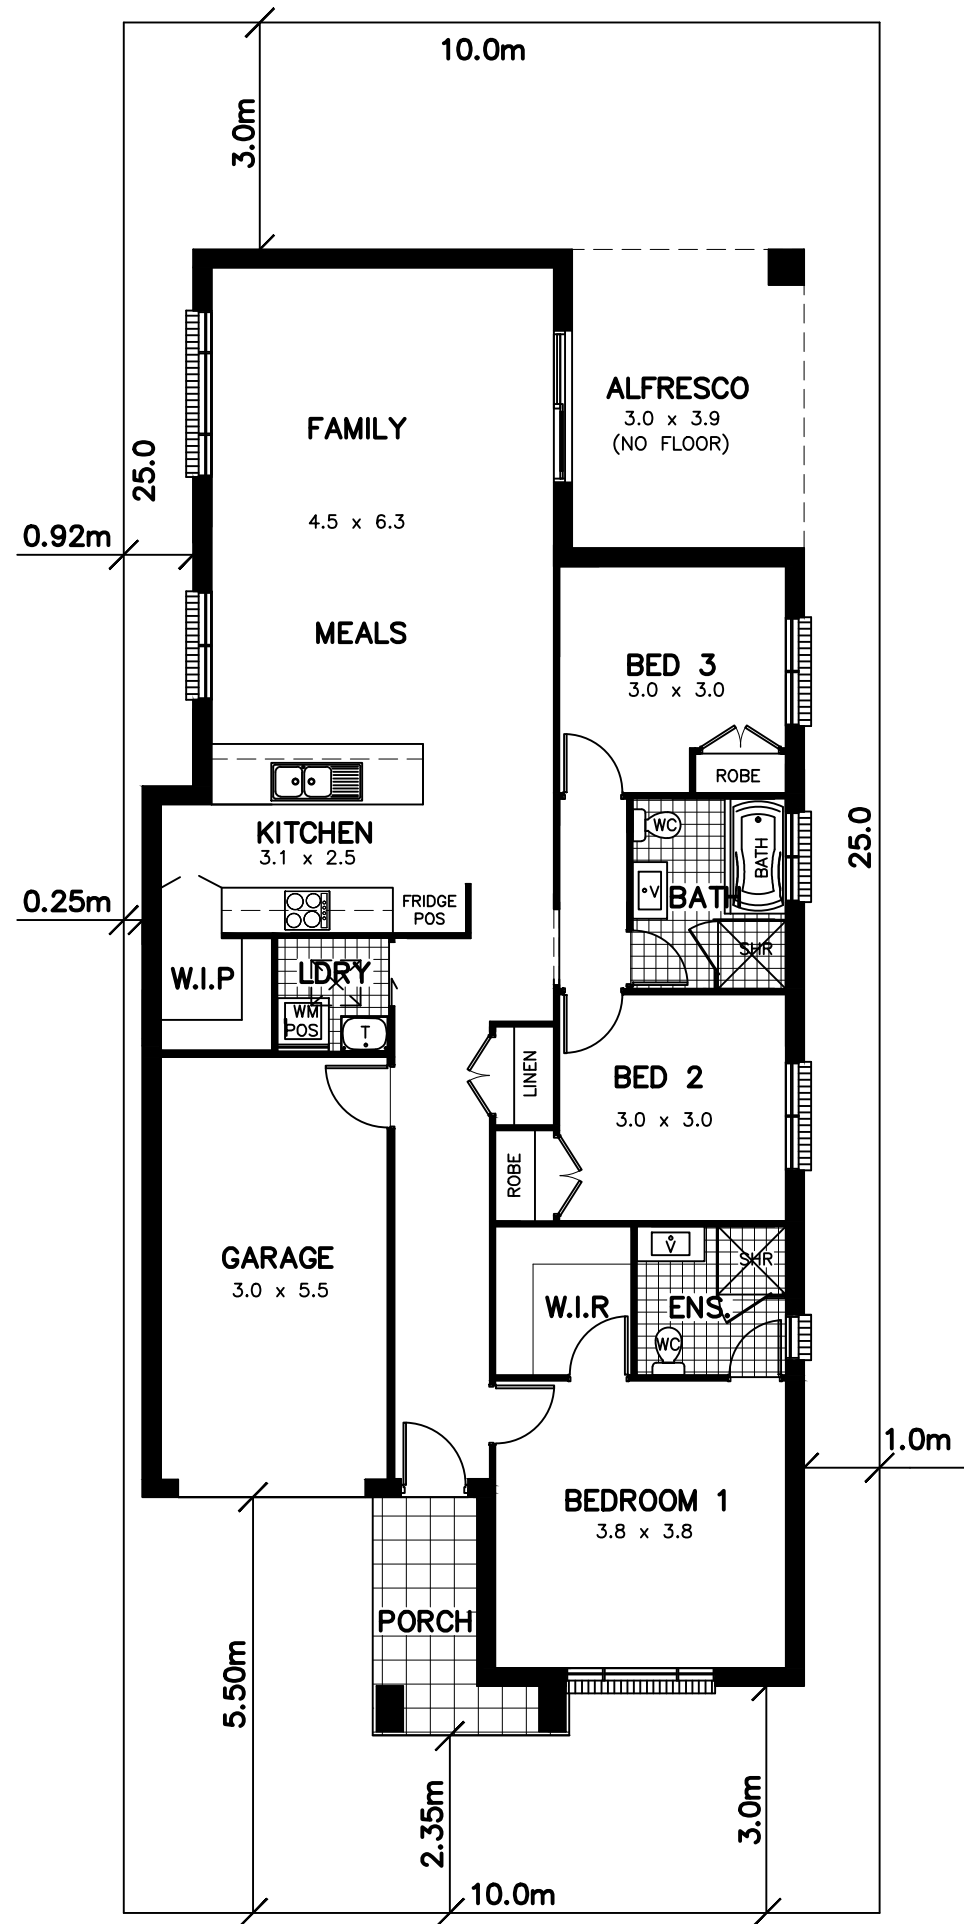 10.0m
3.0m
ALFRESCO
3.0 x 3.9
(NO FLOOR)
FAMILY
25.0
4.5 x 6.3
0.92m
MEALS
BED 3
3.0 x 3.0
ROBE
KITCHEN
3.1 x 2.5
WC
BATH
25.0
V
BATH
0.25m
FRIDGE
POS
SHR
W.I.P
LDRY
WM
POS
T
LINEN
BED 2
3.0 x 3.0
ROBE
GARAGE
3.0 x 5.5
V
SHR
W.I.R
ENS.
WC
1.0m
BEDROOM 1
3.8 x 3.8
PORCH
5.50m
2.35m
3.0m
10.0m